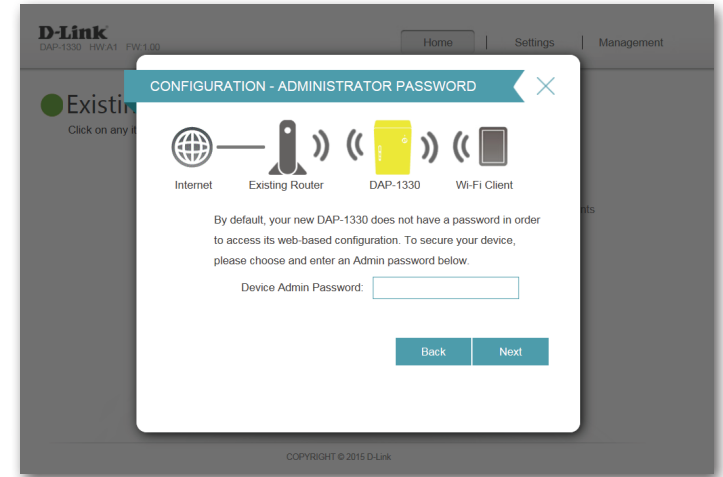 D-Link
DAP-1330 HW:A1 FW:1.00
Home | Settings | Management
CONFIGURATION - ADMINISTRATOR PASSWORD
Existin
Click on any it
Internet Existing Router DAP-1330 Wi-Fi Client
nts
By default, your new DAP-1330 does not have a password in order
to access its web-based configuration. To secure your device,
please choose and enter an Admin password below.
Device Admin Password:
Back Next
COPYRIGHT © 2015 D-Link